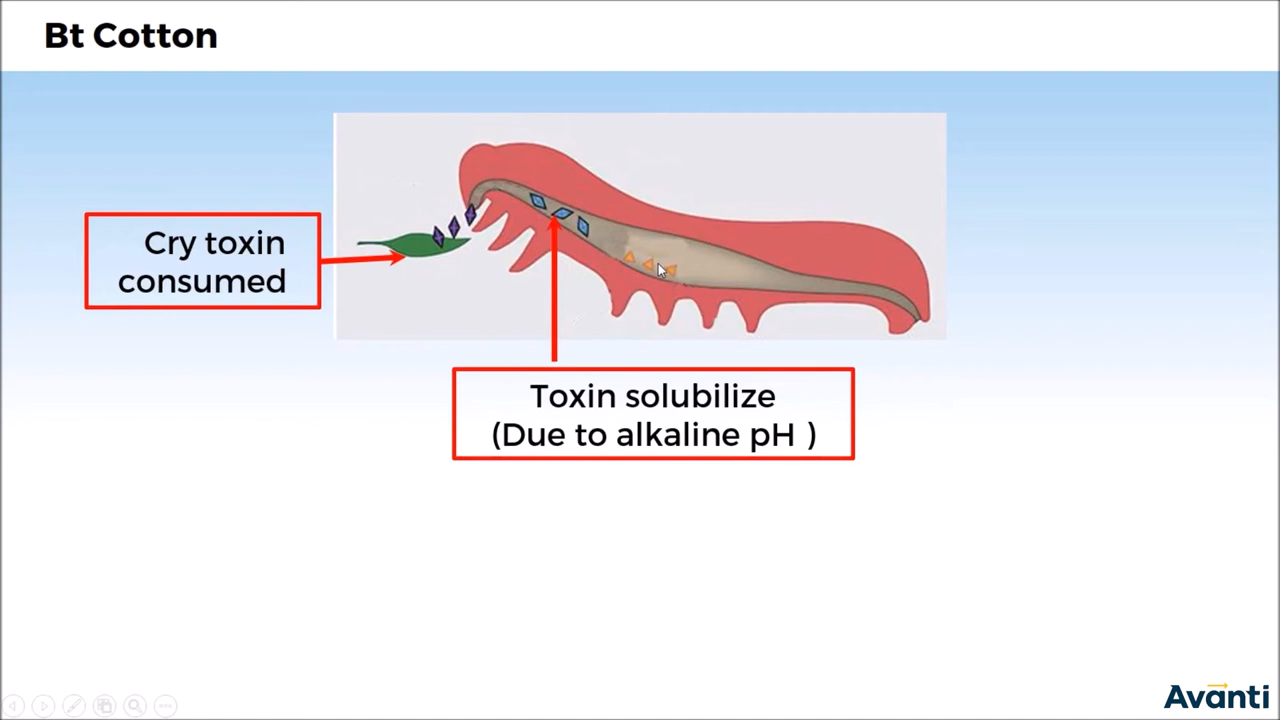 Bt Cotton
Cry toxin
consumed
Toxin solubilize
(Due to alkaline pH )
Avanti